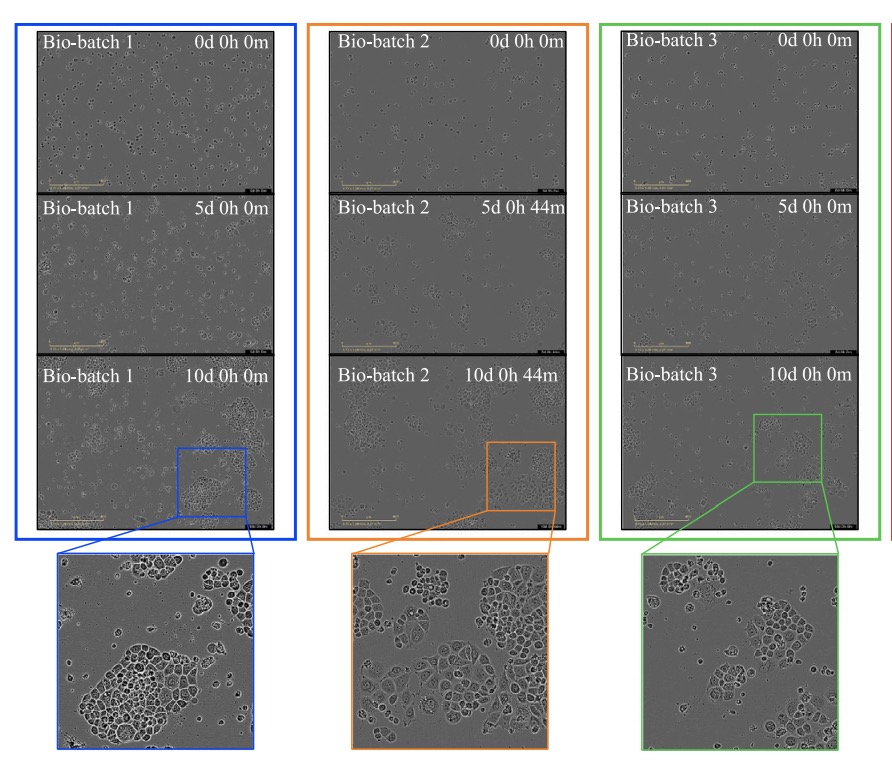 Bio-batch 1 0d 0h 0m
Bio-batch 2 0d 0h 0m
Bio-batch 3 0d 0h 0m
Bio-batch 1 5d 0h 0m
Bio-batch 2 5d 0h 44m
Bio-batch 3 5d 0h 0m
Bio-batch 1 10d 0h 0m
Bio-batch 2 10d 0h 44m
Bio-batch 3 10d 0h 0m